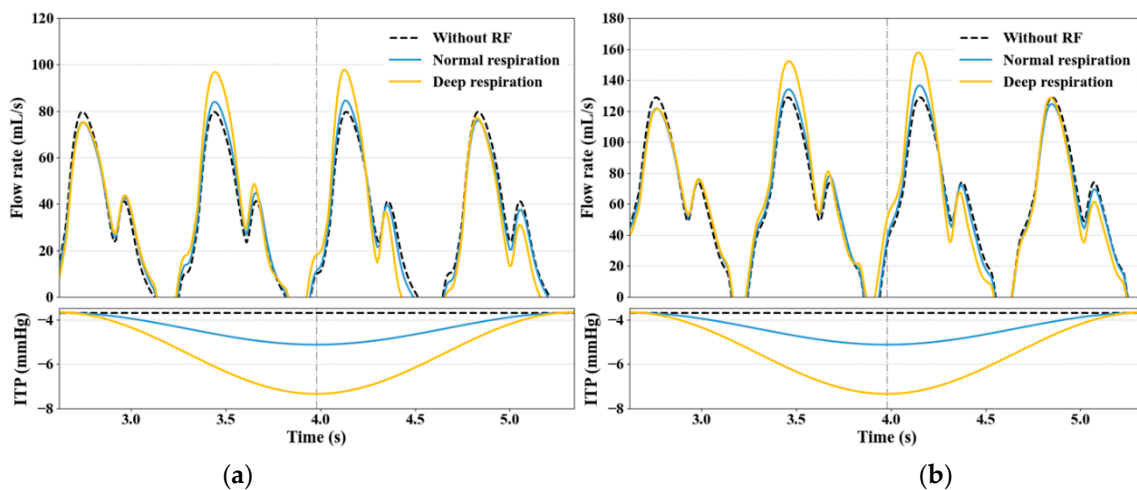 120
100
80
60
40
20
0
Flow rate (mL/s)
Without RF
Normal respiration
Deep respiration
−4
−6
−8
ITP (mmHg)
3.0 3.5 4.0 4.5 5.0
Time (s)
(a)
180
160
140
120
100
80
60
40
20
0
Flow rate (mL/s)
Without RF
Normal respiration
Deep respiration
−4
−6
−8
ITP (mmHg)
3.0 3.5 4.0 4.5 5.0
Time (s)
(b)